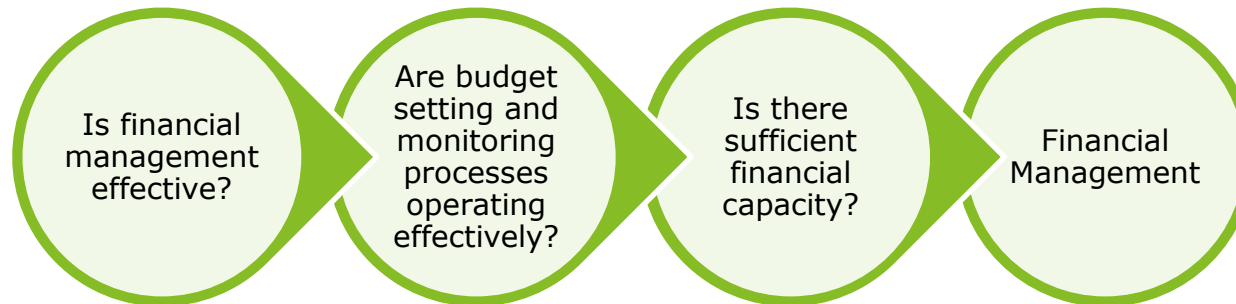 Is financial
management
effective?
Are budget
setting and
monitoring
processes
operating
effectively?
Is there
sufficient
financial
capacity?
Financial
Management